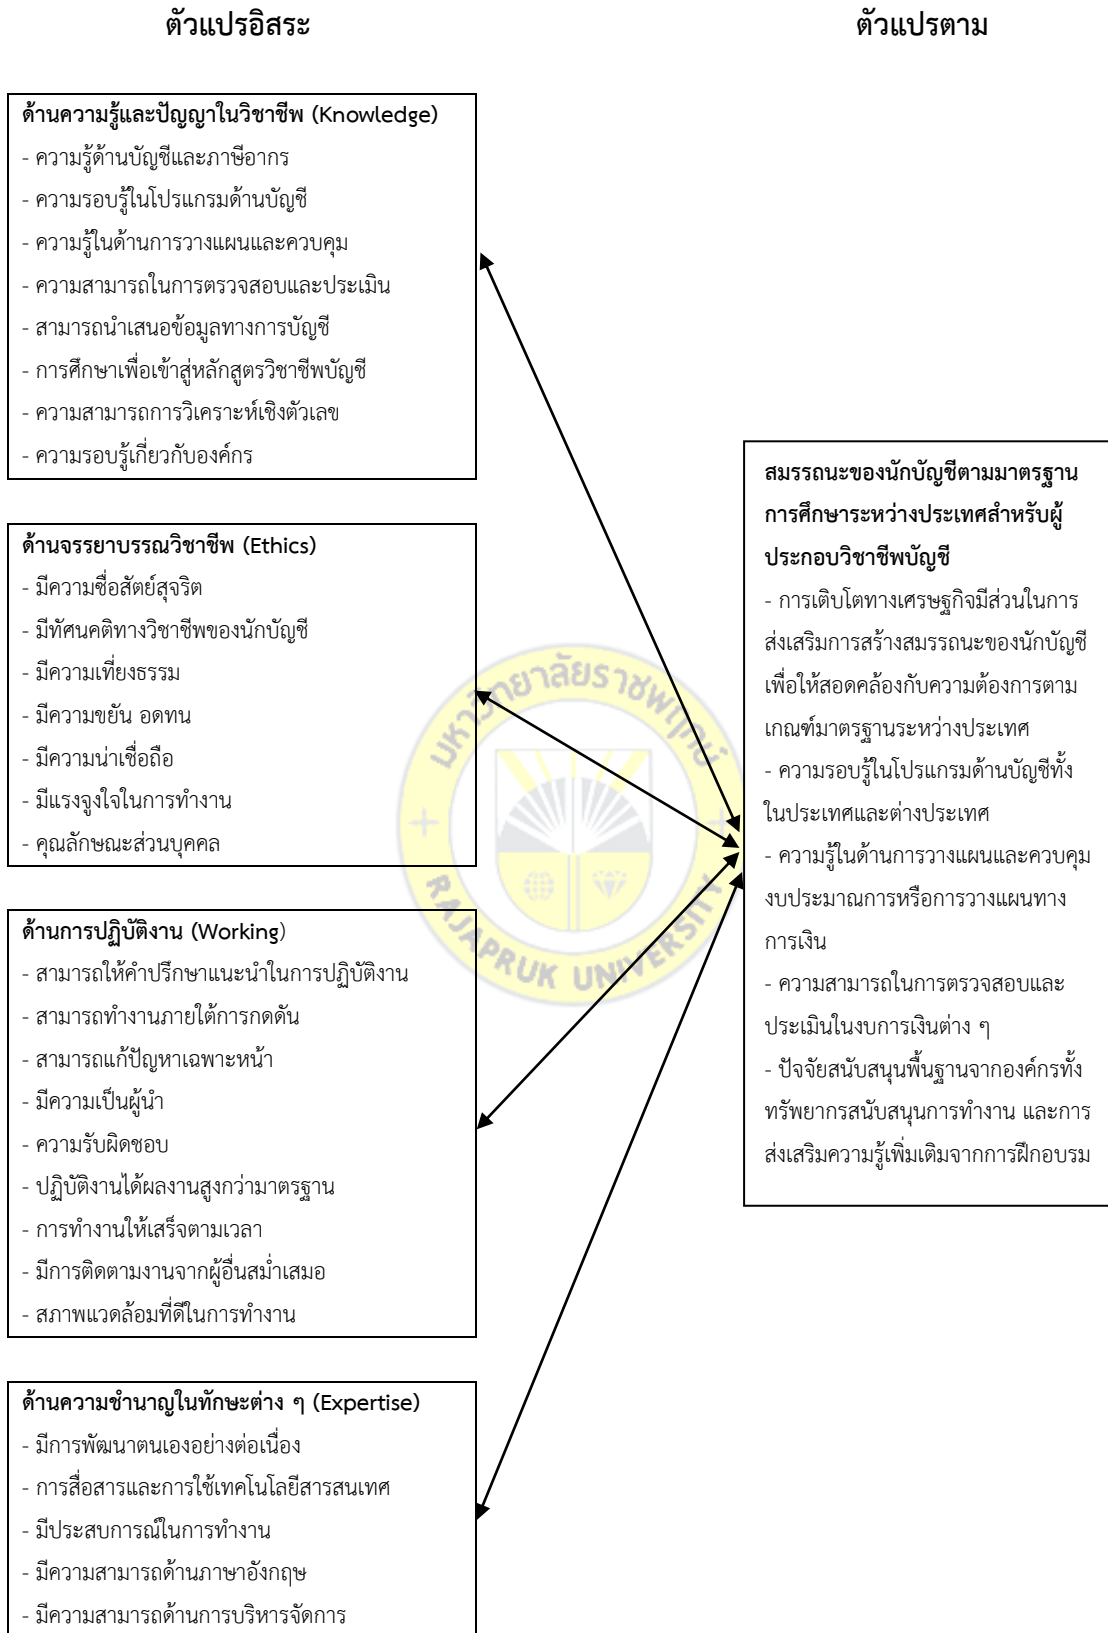 ตัวแปรอิสระ
ตัวแปรตาม
ด้านความรู้และปัญญาในวิชาชีพ (Knowledge)
- ความรู้ด้านบัญชีและภาษีอากร
- ความรอบรู้ในโปรแกรมด้านบัญชี
- ความรู้ในด้านการวางแผนและควบคุม
- ความสามารถในการตรวจสอบและประเมิน
- สามารถนำเสนอข้อมูลทางการบัญชี
- การศึกษาเพื่อเข้าสู่หลักสูตรวิชาชีพบัญชี
- ความสามารถการวิเคราะห์เชิงตัวเลข
- ความรอบรู้เกี่ยวกับองค์กร
ด้านจรรยาบรรณวิชาชีพ (Ethics)
- มีความซื่อสัตย์สุจริต
- มีทัศนคติทางวิชาชีพของนักบัญชี
- มีความเที่ยงธรรม
- มีความขยัน อดทน
- มีความน่าเชื่อถือ
- มีแรงจูงใจในการทำงาน
- คุณลักษณะส่วนบุคคล
ด้านการปฏิบัติงาน (Working)
- สามารถให้คำปรึกษาแนะนำในการปฏิบัติงาน
- สามารถทำงานภายใต้การกดดัน
- สามารถแก้ปัญหาเฉพาะหน้า
- มีความเป็นผู้นำ
- ความรับผิดชอบ
- ปฏิบัติงานได้ผลงานสูงกว่ามาตรฐาน
- การทำงานให้เสร็จตามเวลา
- มีการติดตามงานจากผู้อื่นสม่ำเสมอ
- สภาพแวดล้อมที่ดีในการทำงาน
ด้านความชำนาญในทักษะต่าง ๆ (Expertise)
- มีการพัฒนาตนเองอย่างต่อเนื่อง
- การสื่อสารและการใช้เทคโนโลยีสารสนเทศ
- มีประสบการณ์ในการทำงาน
- มีความสามารถด้านภาษาอังกฤษ
- มีความสามารถด้านการบริหารจัดการ
สมรรถนะของนักบัญชีตามมาตรฐาน
การศึกษาระหว่างประเทศสำหรับผู้
ประกอบวิชาชีพบัญชี
- การเติบโตทางเศรษฐกิจมีส่วนในการ
ส่งเสริมการสร้างสมรรถนะของนักบัญชี
เพื่อให้สอดคล้องกับความต้องการตาม
เกณฑ์มาตรฐานระหว่างประเทศ
- ความรอบรู้ในโปรแกรมด้านบัญชีทั้ง
ในประเทศและต่างประเทศ
- ความรู้ในด้านการวางแผนและควบคุม
งบประมาณการหรือการวางแผนทาง
การเงิน
- ความสามารถในการตรวจสอบและ
ประเมินในงบการเงินต่าง ๆ
- ปัจจัยสนับสนุนพื้นฐานจากองค์กรทั้ง
ทรัพยากรสนับสนุนการทำงาน และการ
ส่งเสริมความรู้เพิ่มเติมจากการฝึกอบรม
มหาวิทยาลัยราชพฤกษ์
RAJAPRUK UNIVERSITY